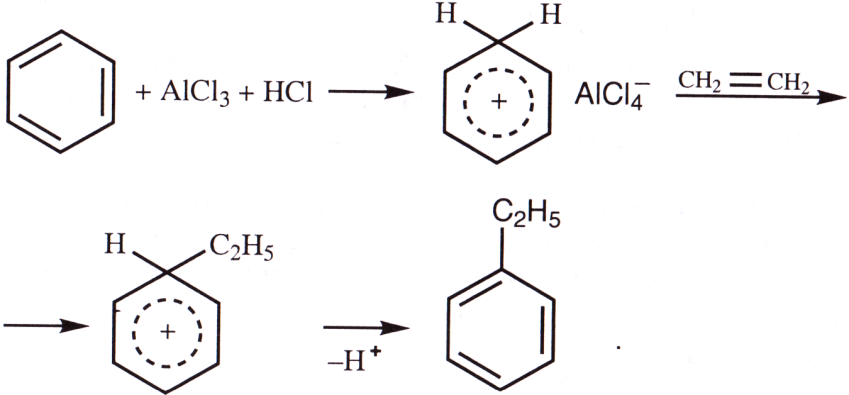 H H
+ AlCl₃ + HCl + AlCl₄⁻ CH₂=CH₂
C₂H₅
H C₂H₅
+
–H⁺